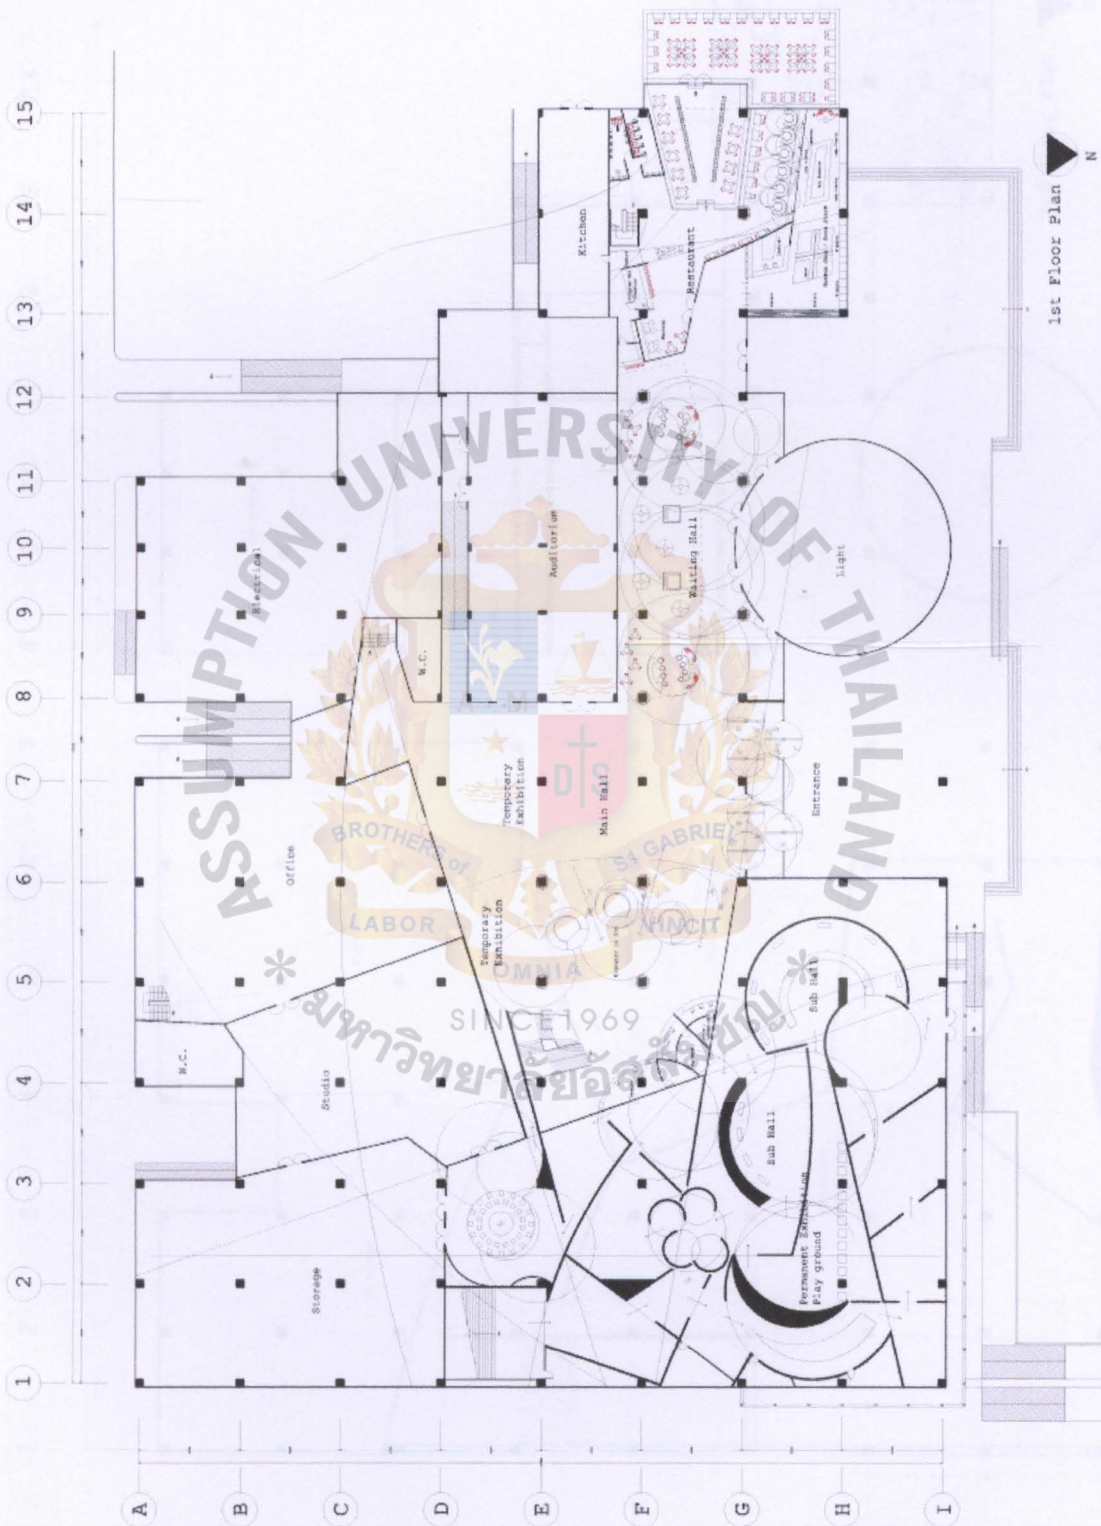 15
14
13
12
11
10
9
8
7
6
5
4
3
2
1
A
B
C
D
E
F
G
H
I
1st Floor Plan
N
Kitchen
Restaurant
Electrical
Auditorium
Waiting Hall
Light
W.C.
Temporary
Exhibition
Main Hall
Entrance
Office
Temporary
Exhibition
Sub Hall
W.C.
Studio
Sub Hall
Storage
Permanent Exhibition
Play ground
ASSUMPTION UNIVERSITY OF THAILAND
D S
BROTHERS of
ST GABRIEL
LABOR
OMNIA
VINCIT
SINCE 1969
* มหาวิทยาลัยอัสสัมชัญ *